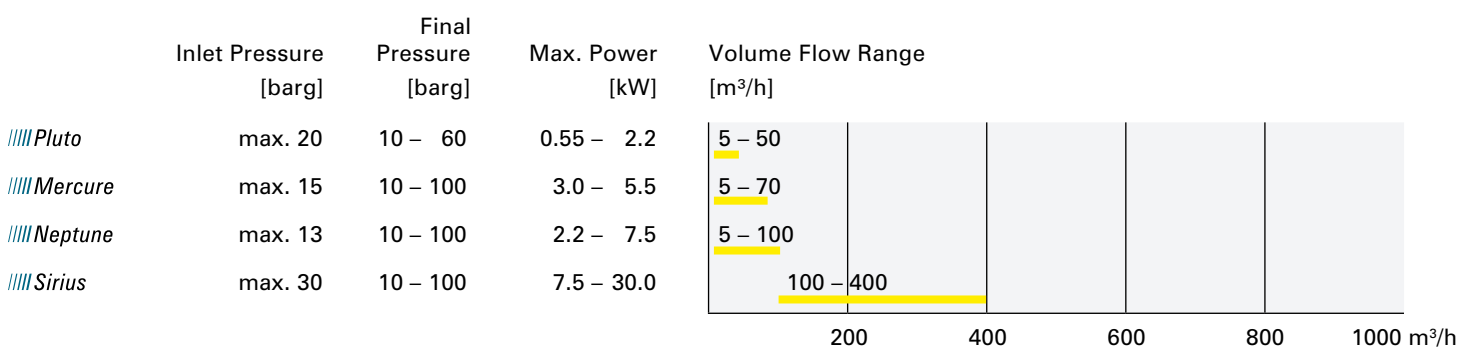 Final
Inlet Pressure Pressure Max. Power Volume Flow Range
[barg] [barg] [kW] [m³/h]
Pluto max. 20 10 – 60 0.55 – 2.2 5 – 50
Mercure max. 15 10 – 100 3.0 – 5.5 5 – 70
Neptune max. 13 10 – 100 2.2 – 7.5 5 – 100
Sirius max. 30 10 – 100 7.5 – 30.0 100 – 400
200 400 600 800 1000 m³/h